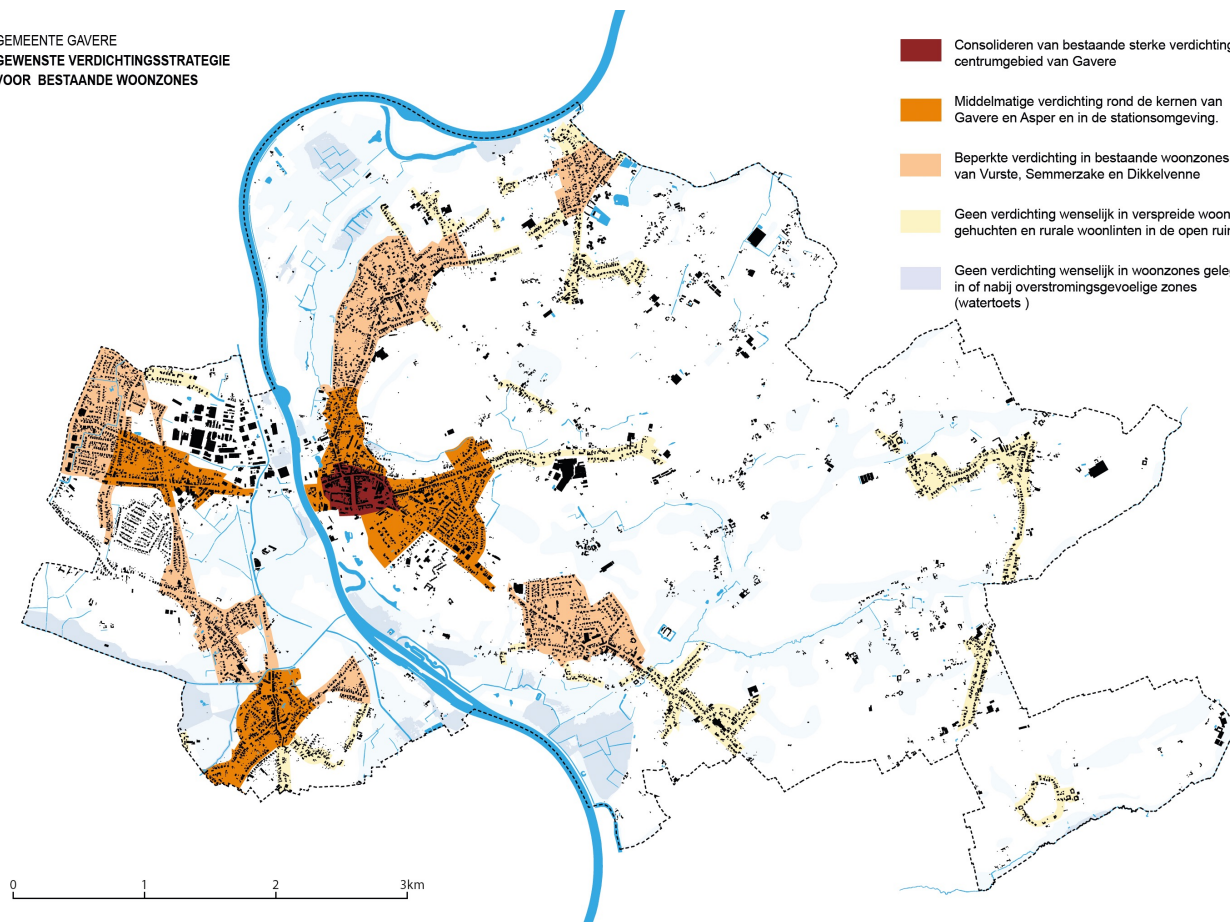 GEMEENTE GAVERE
GEWENSTE VERDICHTINGSSTRATEGIE
VOOR BESTAANDE WOONZONES
Consolideren van bestaande sterke verdichting
centrumgebied van Gavere
Middelmatige verdichting rond de kernen van
Gavere en Asper en in de stationsomgeving.
Beperkte verdichting in bestaande woonzones
van Vurste, Semmerzake en Dikkelvenne
Geen verdichting wenselijk in verspreide woon
gehuchten en rurale woonlinten in de open
Geen verdichting wenselijk in woonzones
in of nabij overstromingsgevoelige zones
(watertoets )
0 1 2 3km